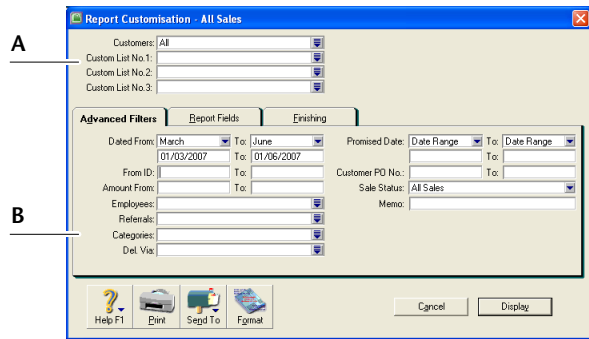 Report Customisation - All Sales
A
Customers: All
Custom List No.1:
Custom List No.2:
Custom List No.3:
Advanced Filters Report Fields Finishing
Dated From: March To: June Promised Date: Date Range To: Date Range
01/03/2007 To: 01/06/2007 To:
From ID: To: Customer PO No.: To:
Amount From: To: Sale Status: All Sales
Employees: Memo:
Referrals:
B
Categories:
Del. Via:
Help F1 Print Send To Format Cancel Display